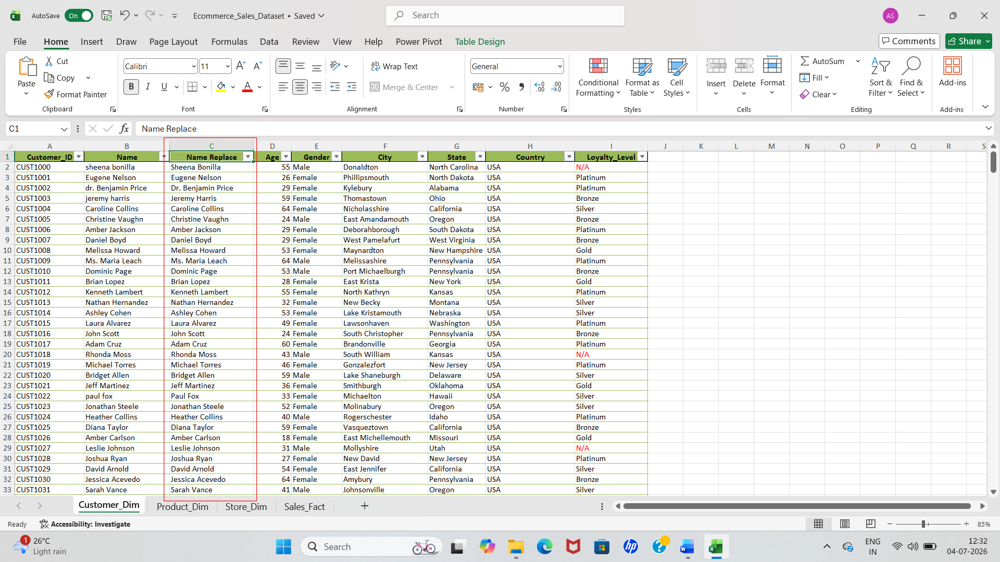 AutoSave On Ecommerce_Sales_Dataset • Saved Search AS
File Home Insert Draw Page Layout Formulas Data Review View Help Power Pivot Table Design Comments Share
Paste Cut Copy Format Painter Clipboard
Calibri 11 B I U A Font
Wrap Text Merge & Center Alignment
General % Number
Conditional Formatting Format as Table Cell Styles Styles
Insert Delete Format Cells
AutoSum Fill Clear Sort & Filter Find & Select Editing
Add-ins Add-ins
C1 fx Name Replace
A B C D E F G H I J K L M N O P Q R S
1 Customer_ID Name Name Replace Age Gender City State Country Loyalty_Level
2 CUST1000 sheena bonilla Sheena Bonilla 55 Male Donaldton North Carolina USA N/A
3 CUST1001 Eugene Nelson Eugene Nelson 26 Female Phillipsmouth North Dakota USA Platinum
4 CUST1002 dr. Benjamin Price Dr. Benjamin Price 29 Female Kylebury Alabama USA Platinum
5 CUST1003 jeremy harris Jeremy Harris 59 Female Thomastown Ohio USA Bronze
6 CUST1004 Caroline Collins Caroline Collins 64 Female Nicholasshire California USA Silver
7 CUST1005 Christine Vaughn Christine Vaughn 24 Male East Amandamouth Oregon USA Bronze
8 CUST1006 Amber Jackson Amber Jackson 29 Female Deborahborough South Dakota USA Platinum
9 CUST1007 Daniel Boyd Daniel Boyd 29 Female West Pamelafurt West Virginia USA Bronze
10 CUST1008 Melissa Howard Melissa Howard 53 Female Maynardton New Hampshire USA Gold
11 CUST1009 Ms. Maria Leach Ms. Maria Leach 64 Male Melissashire Pennsylvania USA Platinum
12 CUST1010 Dominic Page Dominic Page 53 Male Port Michaelburgh Pennsylvania USA Bronze
13 CUST1011 Brian Lopez Brian Lopez 28 Female East Krista New York USA Gold
14 CUST1012 Kenneth Lambert Kenneth Lambert 55 Female North Kathryn Kansas USA Platinum
15 CUST1013 Nathan Hernandez Nathan Hernandez 32 Female New Becky Montana USA Silver
16 CUST1014 Ashley Cohen Ashley Cohen 53 Female Lake Kristamouth Nebraska USA Silver
17 CUST1015 Laura Alvarez Laura Alvarez 49 Female Lawsonhaven Washington USA Platinum
18 CUST1016 John Scott John Scott 24 Female South Christopher Pennsylvania USA Bronze
19 CUST1017 Adam Cruz Adam Cruz 60 Female Brandonville Georgia USA Platinum
20 CUST1018 Rhonda Moss Rhonda Moss 43 Male South William Kansas USA N/A
21 CUST1019 Michael Torres Michael Torres 46 Female Gonzalezfort New Jersey USA Platinum
22 CUST1020 Bridget Allen Bridget Allen 59 Male Lake Shaneburgh Delaware USA Silver
23 CUST1021 Jeff Martinez Jeff Martinez 36 Female Smithburgh Oklahoma USA Gold
24 CUST1022 paul fox Paul Fox 33 Female Michaelton Hawaii USA Silver
25 CUST1023 Jonathan Steele Jonathan Steele 52 Female Molinabury Oregon USA Silver
26 CUST1024 Heather Collins Heather Collins 40 Male Rogerschester Idaho USA Platinum
27 CUST1025 Diana Taylor Diana Taylor 59 Female Vasqueztown California USA Bronze
28 CUST1026 Amber Carlson Amber Carlson 18 Female East Michellemouth Missouri USA Gold
29 CUST1027 Leslie Johnson Leslie Johnson 31 Male Mollyshire Utah USA N/A
30 CUST1028 Joshua Ryan Joshua Ryan 27 Female New David New Jersey USA Platinum
31 CUST1029 David Arnold David Arnold 54 Female East Jennifer California USA Silver
32 CUST1030 Jessica Acevedo Jessica Acevedo 64 Female Amybury Pennsylvania USA Bronze
33 CUST1031 Sarah Vance Sarah Vance 41 Male Johnsonville Oregon USA Silver
Customer_Dim Product_Dim Store_Dim Sales_Fact
Ready Accessibility: Investigate 85%
1 26°C Light rain Search ENG IN 12:32 04-07-2026